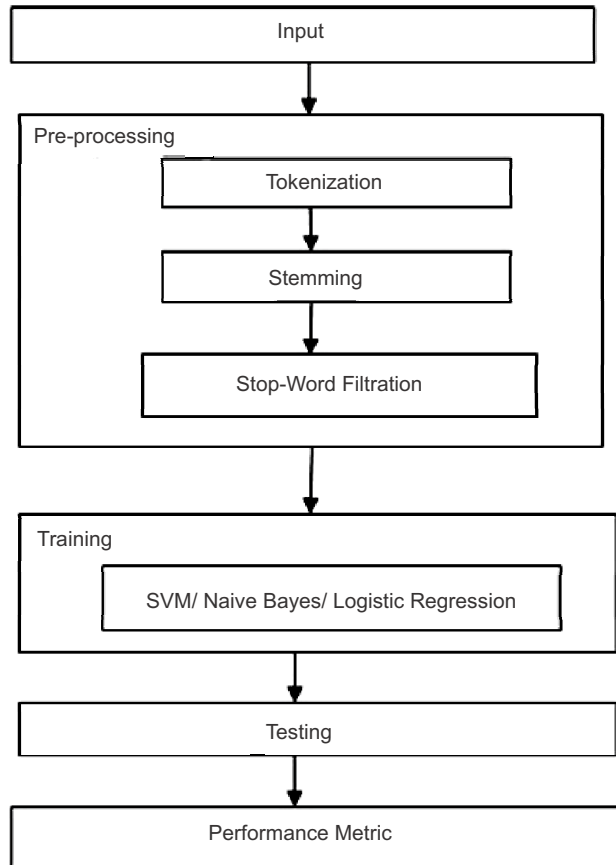 Input
Pre-processing
Tokenization
Stemming
Stop-Word Filtration
Training
SVM/ Naive Bayes/ Logistic Regression
Testing
Performance Metric